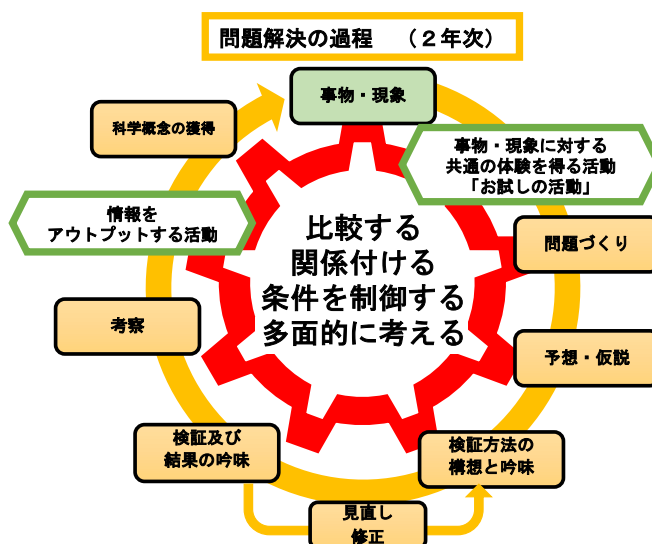 問題解決の過程　（２年次）
事物・現象
事物・現象に対する
共通の体験を得る活動
「お試しの活動」
問題づくり
予想・仮説
検証方法の
構想と吟味
見直し
修正
検証及び
結果の吟味
考察
情報を
アウトプットする活動
科学概念の獲得
比較する
関係付ける
条件を制御する
多面的に考える